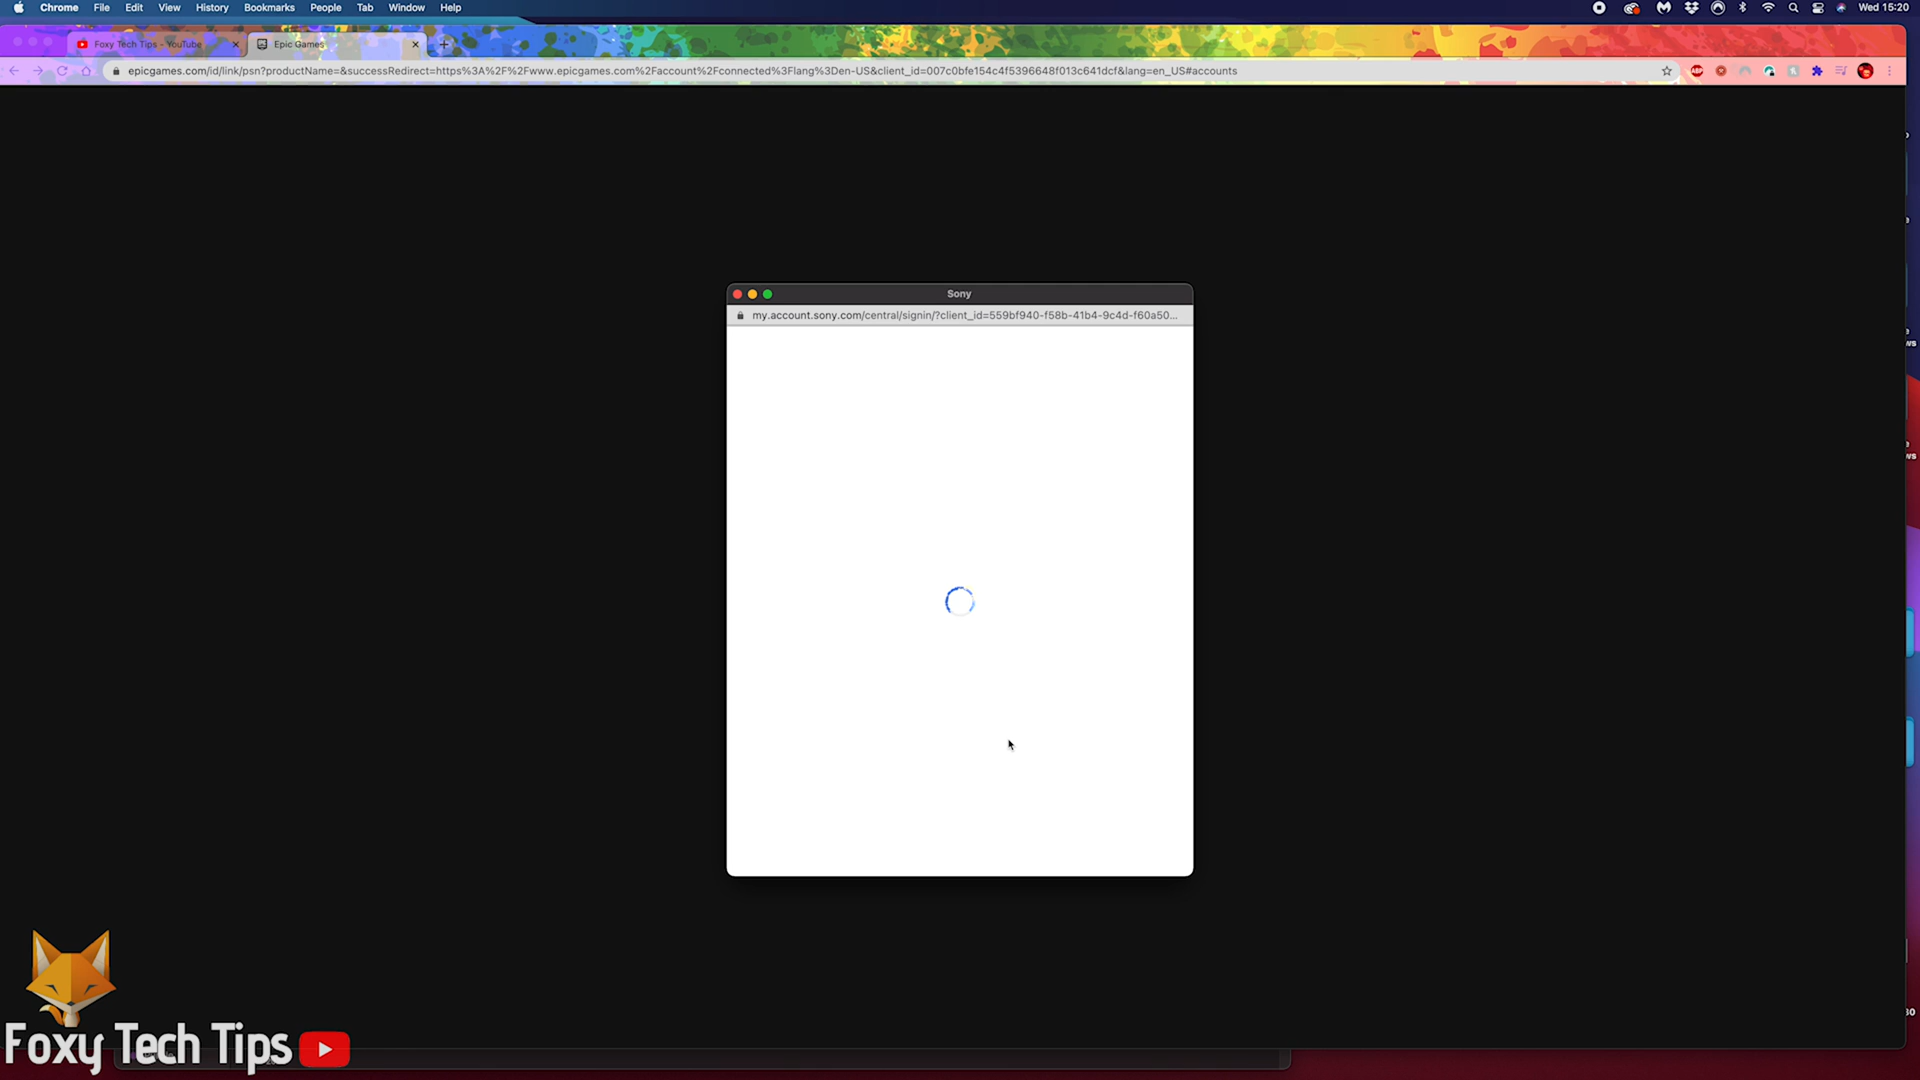 Chrome File Edit View History Bookmarks People Tab Window Help Wed 15:20
Foxy Tech Tips - YouTube Epic Games
epicgames.com/id/link/psn?productName=&successRedirect=https%3A%2F%2Fwww.epicgames.com%2Faccount%2Fconnected%3Flang%3Den-US&client_id=007c0bfe154c4f5396648f013c641dcf&lang=en_US#accounts
ABP
Sony
my.account.sony.com/central/signin/?client_id=559bf940-f58b-41b4-9c4d-f60a50...
Foxy Tech Tips